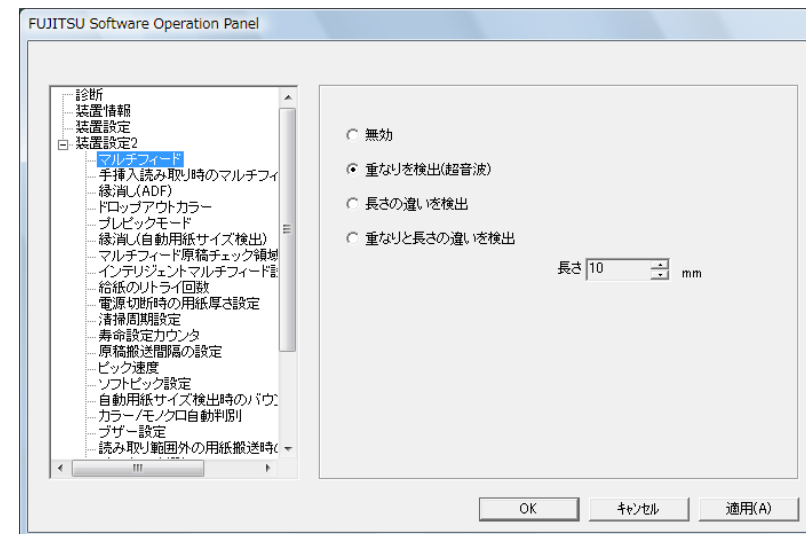 FUJITSU Software Operation Panel
診断
装置情報
装置設定
装置設定2
マルチフィード
手挿入読み取り時のマルチフィ
縁消し(ADF)
ドロップアウトカラー
プレピックモード
縁消し(自動用紙サイズ検出)
マルチフィード原稿チェック領域
インテリジェントマルチフィード
給紙のリトライ回数
電源切断時の用紙厚さ設定
清掃周期設定
寿命設定カウンタ
原稿搬送間隔の設定
ピック速度
ソフトピック設定
自動用紙サイズ検出時のバウ
カラー/モノクロ自動判別
ブザー設定
読み取り範囲外の用紙搬送時
無効
重なりを検出(超音波)
長さの違いを検出
重なりと長さの違いを検出
長さ 10 mm
OK キャンセル 適用(A)